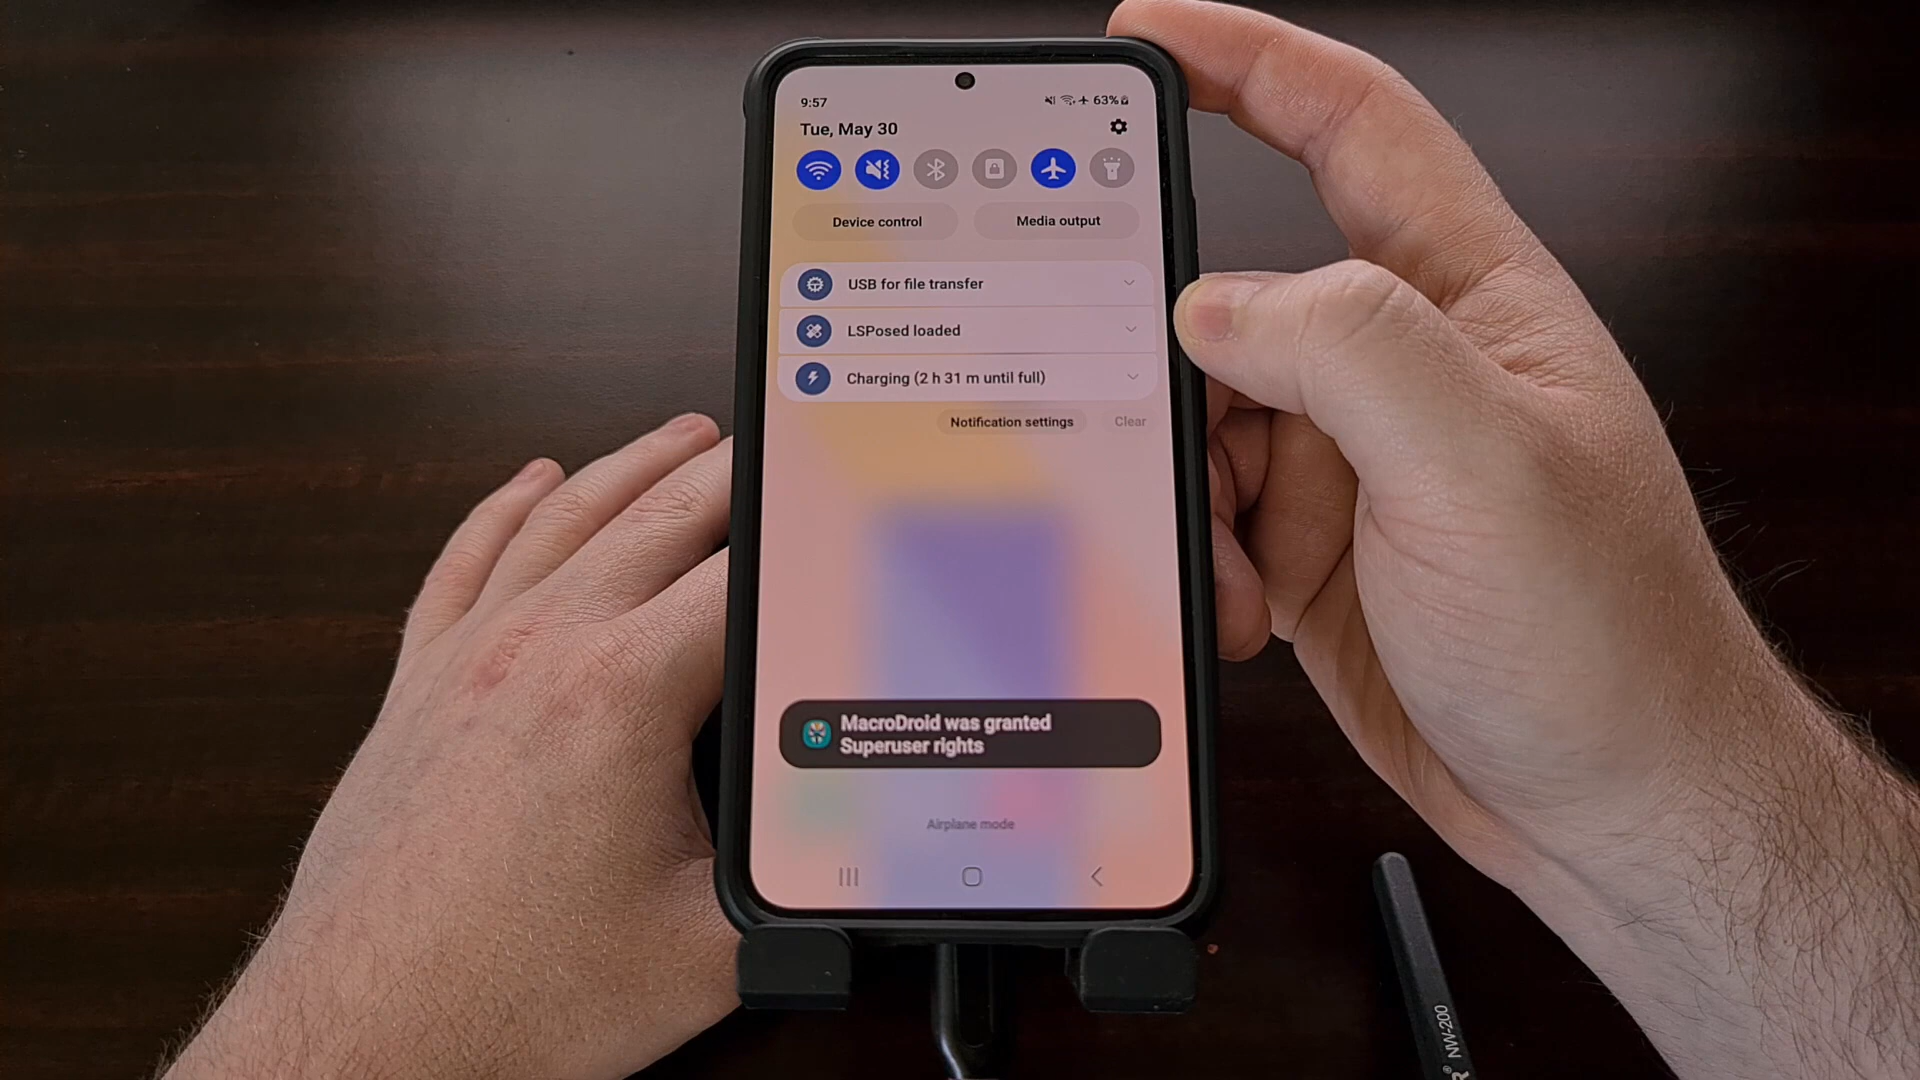 9:57
63%
Tue, May 30
Device control
Media output
USB for file transfer
LSPosed loaded
Charging (2 h 31 m until full)
Notification settings
Clear
MacroDroid was granted
Superuser rights
Airplane mode
R® NW-200